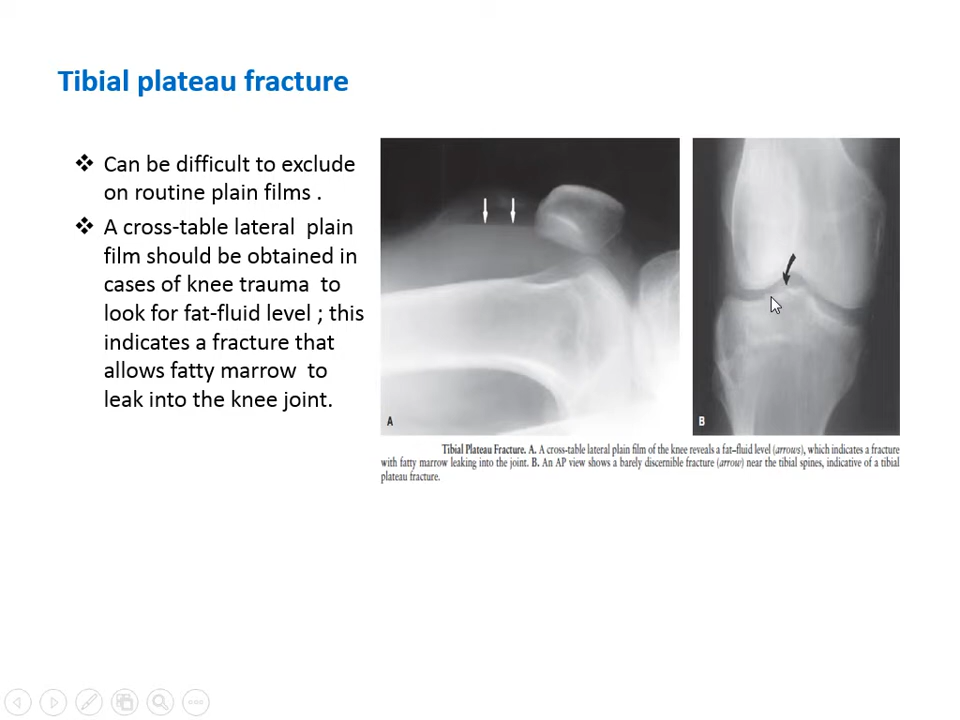 Tibial plateau fracture
❖ Can be difficult to exclude
on routine plain films .
❖ A cross-table lateral plain
film should be obtained in
cases of knee trauma to
look for fat-fluid level ; this
indicates a fracture that
allows fatty marrow to
leak into the knee joint.
A
B
Tibial Plateau Fracture. A. A cross-table lateral plain film of the knee reveals a fat–fluid level (arrows), which indicates a fracture
with fatty marrow leaking into the joint. B. An AP view shows a barely discernible fracture (arrow) near the tibial spines, indicative of a tibial
plateau fracture.